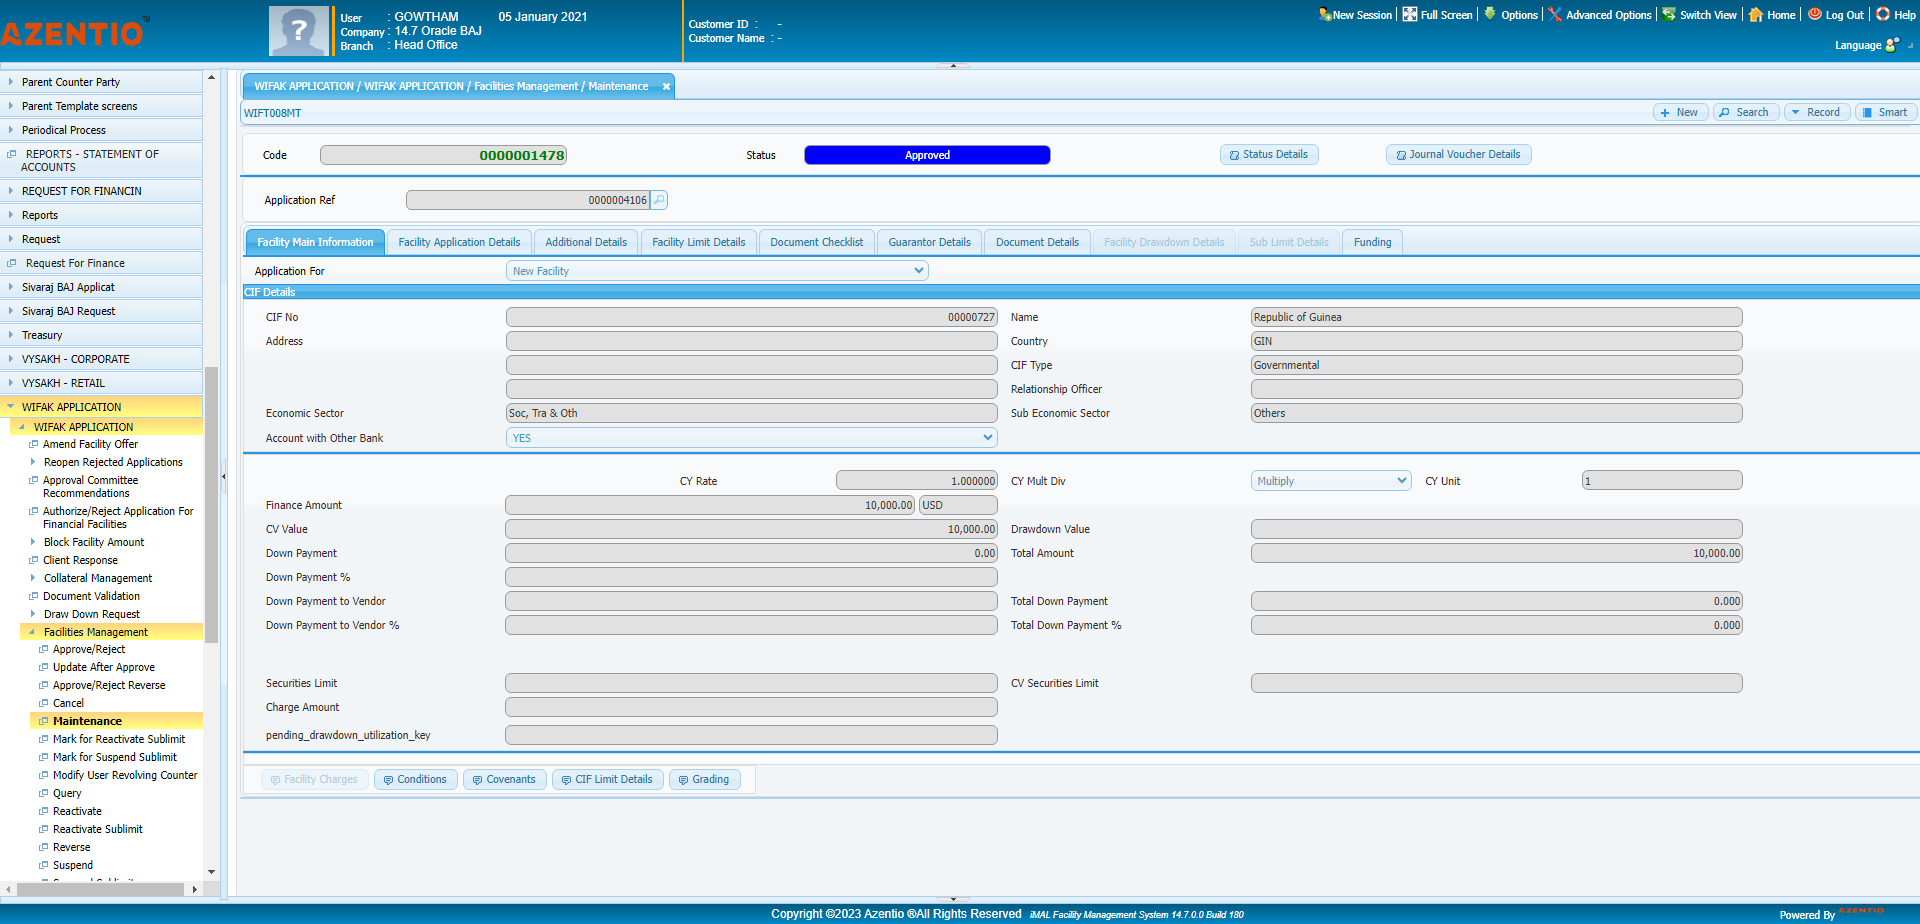 AZENTIO™
User : GOWTHAM 05 January 2021
Company : 14.7 Oracle BAJ
Branch : Head Office
Customer ID : -
Customer Name : -
New Session Full Screen Options Advanced Options Switch View Home Log Out Help
Language
Parent Counter Party
Parent Template screens
Periodical Process
REPORTS - STATEMENT OF
ACCOUNTS
REQUEST FOR FINANCIN
Reports
Request
Request For Finance
Sivaraj BAJ Applicat
Sivaraj BAJ Request
Treasury
VYSAKH - CORPORATE
VYSAKH - RETAIL
WIFAK APPLICATION
WIFAK APPLICATION
Amend Facility Offer
Reopen Rejected Applications
Approval Committee
Recommendations
Authorize/Reject Application For
Financial Facilities
Block Facility Amount
Client Response
Collateral Management
Document Validation
Draw Down Request
Facilities Management
Approve/Reject
Update After Approve
Approve/Reject Reverse
Cancel
Maintenance
Mark for Reactivate Sublimit
Mark for Suspend Sublimit
Modify User Revolving Counter
Query
Reactivate
Reactivate Sublimit
Reverse
Suspend
WIFAK APPLICATION / WIFAK APPLICATION / Facilities Management / Maintenance
WIFT008MT
New Search Record Smart
Code 0000001478 Status Approved Status Details Journal Voucher Details
Application Ref 0000004106
Facility Main Information Facility Application Details Additional Details Facility Limit Details Document Checklist Guarantor Details Document Details Facility Drawdown Details Sub Limit Details Funding
Application For New Facility
CIF Details
CIF No 00000727 Name Republic of Guinea
Address Country GIN
CIF Type Governmental
Relationship Officer
Economic Sector Soc, Tra & Oth Sub Economic Sector Others
Account with Other Bank YES
CY Rate 1.000000 CY Mult Div Multiply CY Unit 1
Finance Amount 10,000.00 USD
CV Value 10,000.00 Drawdown Value
Down Payment 0.00 Total Amount 10,000.00
Down Payment %
Down Payment to Vendor Total Down Payment 0.000
Down Payment to Vendor % Total Down Payment % 0.000
Securities Limit CV Securities Limit
Charge Amount
pending_drawdown_utilization_key
Facility Charges Conditions Covenants CIF Limit Details Grading
Copyright ©2023 Azentio ®All Rights Reserved iMAL Facility Management System 14.7.0.0 Build 180
Powered By AZENTIO